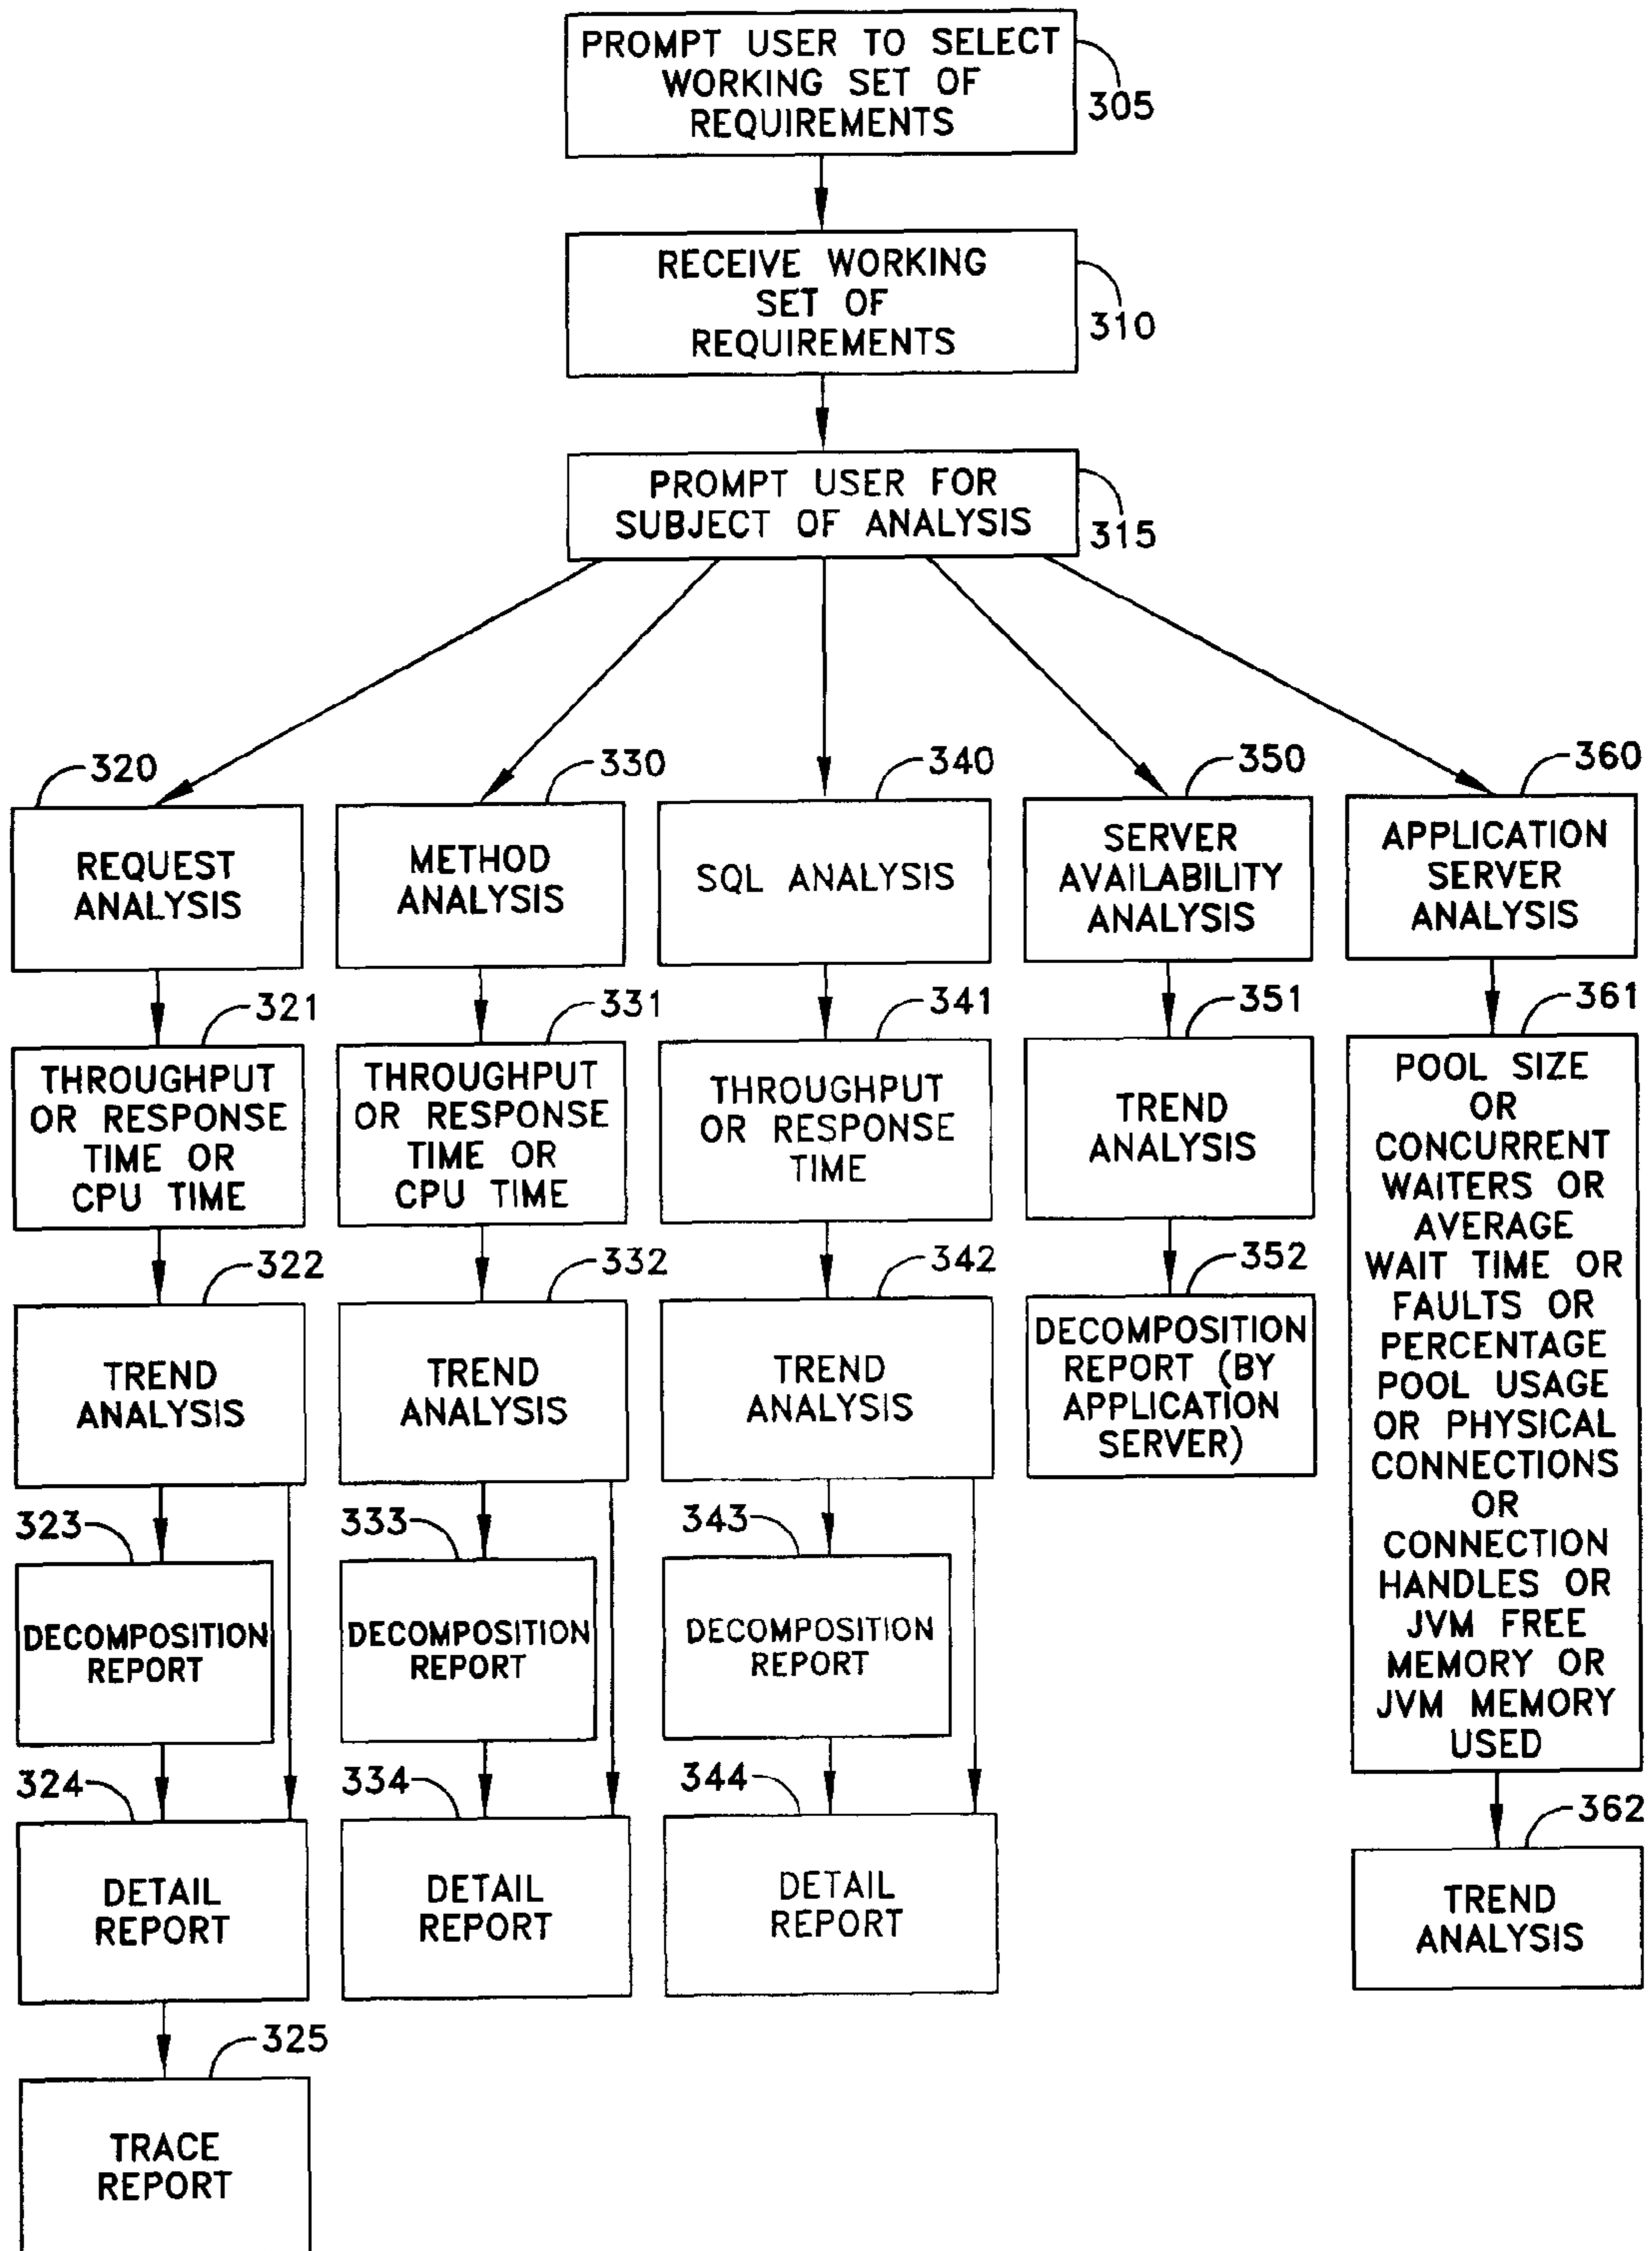 PROMPT USER TO SELECT
WORKING SET OF
REQUIREMENTS
305
RECEIVE WORKING
SET OF
REQUIREMENTS
310
PROMPT USER FOR
SUBJECT OF ANALYSIS
315
320
REQUEST
ANALYSIS
321
THROUGHPUT
OR RESPONSE
TIME OR
CPU TIME
322
TREND
ANALYSIS
323
DECOMPOSITION
REPORT
324
DETAIL
REPORT
325
TRACE
REPORT
330
METHOD
ANALYSIS
331
THROUGHPUT
OR RESPONSE
TIME OR
CPU TIME
332
TREND
ANALYSIS
333
DECOMPOSITION
REPORT
334
DETAIL
REPORT
340
SQL ANALYSIS
341
THROUGHPUT
OR RESPONSE
TIME
342
TREND
ANALYSIS
343
DECOMPOSITION
REPORT
344
DETAIL
REPORT
350
SERVER
AVAILABILITY
ANALYSIS
351
TREND
ANALYSIS
352
DECOMPOSITION
REPORT (BY
APPLICATION
SERVER)
360
APPLICATION
SERVER
ANALYSIS
361
POOL SIZE
OR
CONCURRENT
WAITERS OR
AVERAGE
WAIT TIME OR
FAULTS OR
PERCENTAGE
POOL USAGE
OR PHYSICAL
CONNECTIONS
OR
CONNECTION
HANDLES OR
JVM FREE
MEMORY OR
JVM MEMORY
USED
362
TREND
ANALYSIS